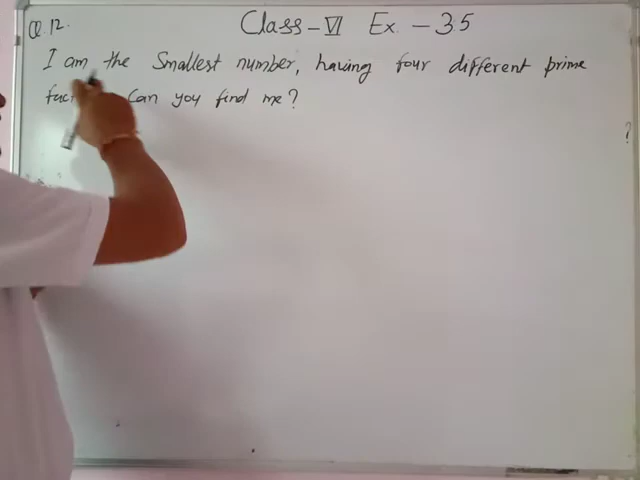 Q.12. Class-VI Ex. - 3.5
I am the smallest number, having four different prime
Can you find me?
?